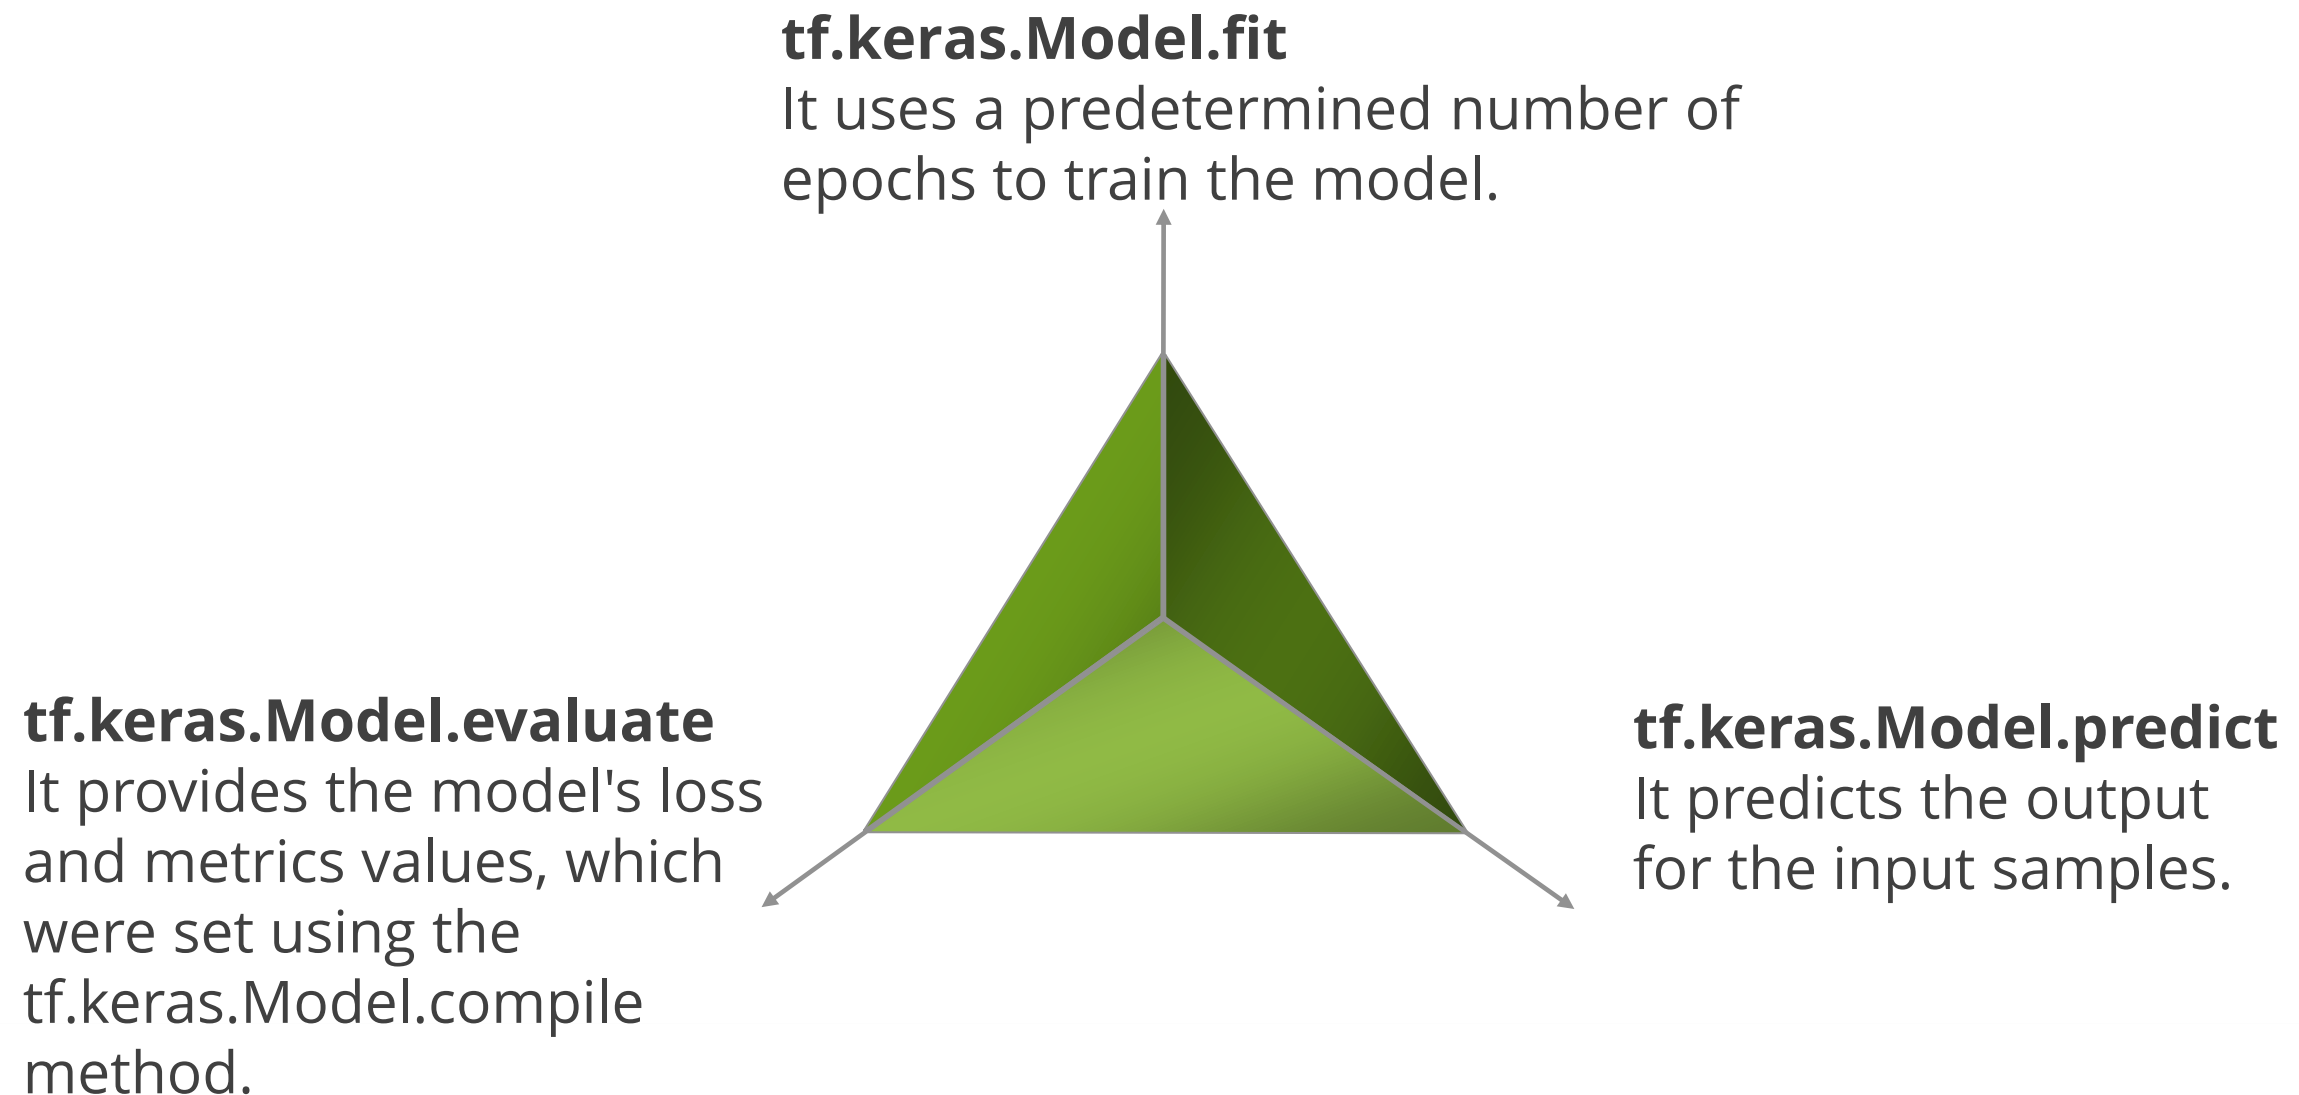 tf.keras.Model.fit
It uses a predetermined number of
epochs to train the model.
tf.keras.Model.evaluate
It provides the model's loss
and metrics values, which
were set using the
tf.keras.Model.compile
method.
tf.keras.Model.predict
It predicts the output
for the input samples.